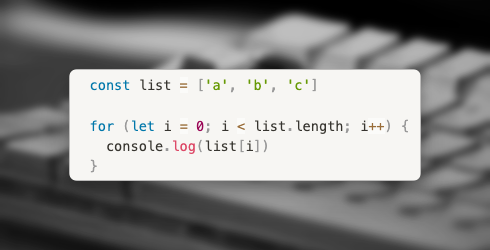 const list = ['a', 'b', 'c']
for (let i = 0; i < list.length; i++) {
console.log(list[i])
}